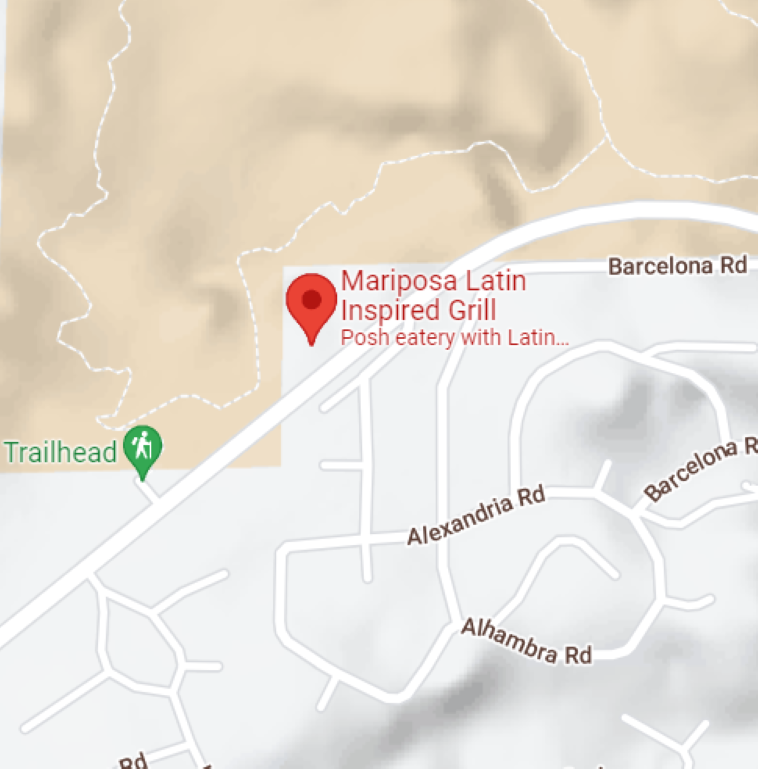 Barcelona Rd
Mariposa Latin
Inspired Grill
Posh eatery with Latin...
Trailhead
Barcelona R
Alexandria Rd
Alhambra Rd
Rd